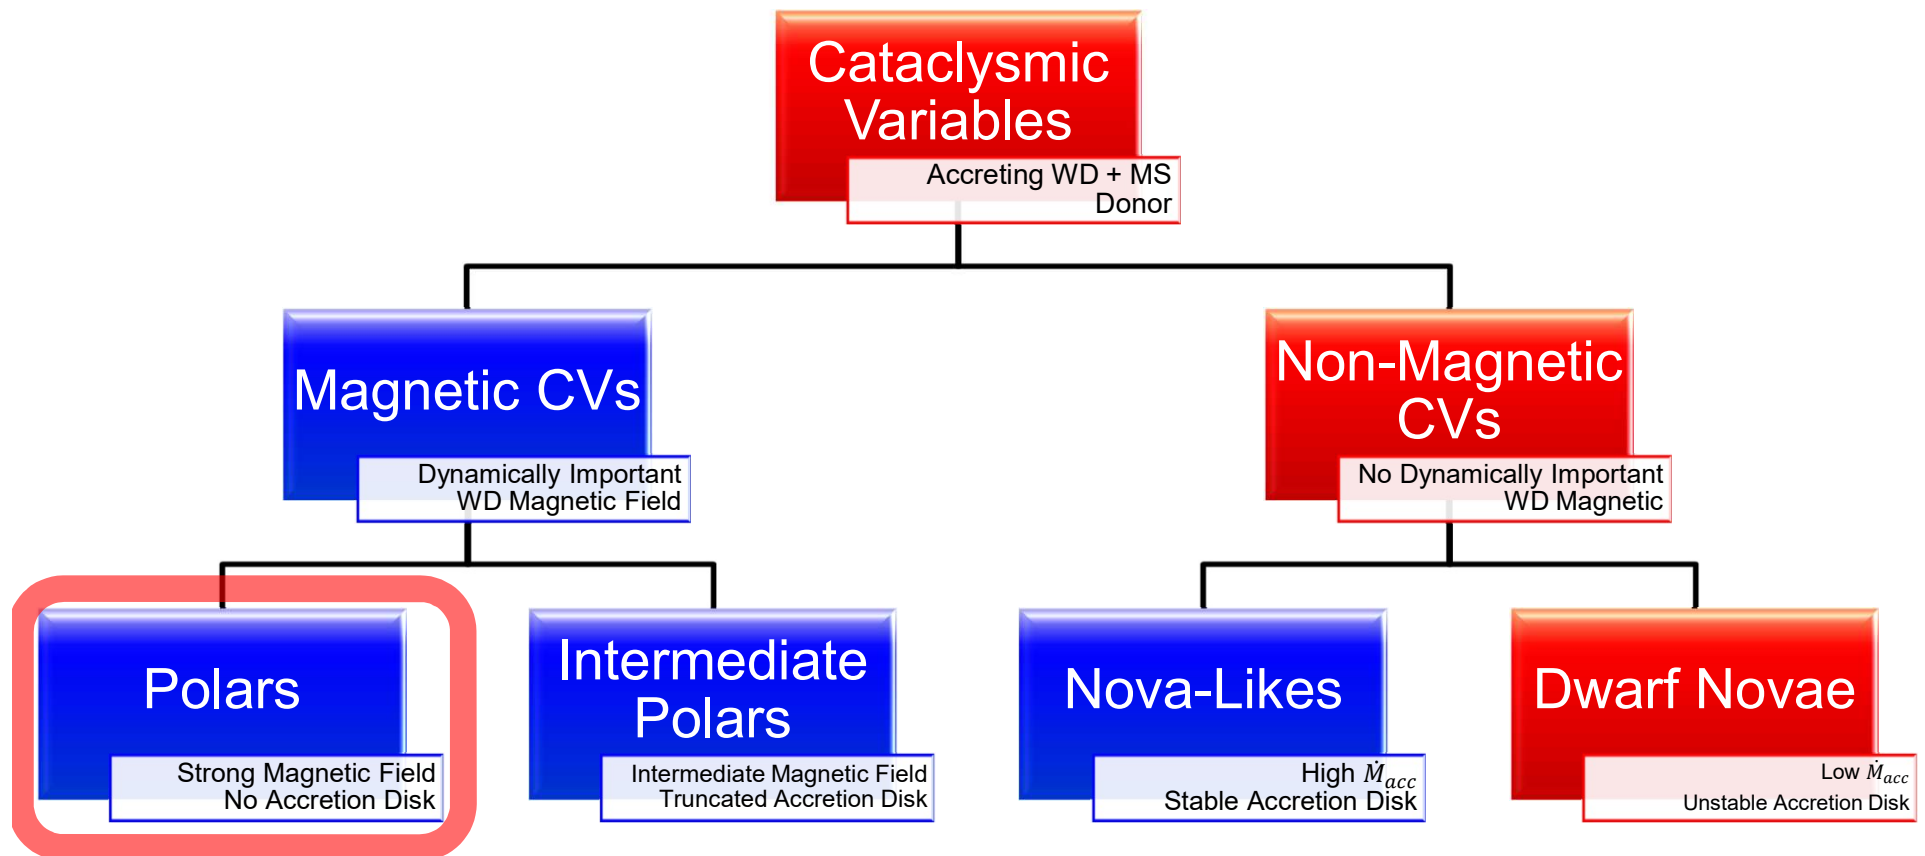 Cataclysmic
Variables
Accreting WD + MS
Donor
Magnetic CVs
Dynamically Important
WD Magnetic Field
Non-Magnetic
CVs
No Dynamically Important
WD Magnetic
Polars
Strong Magnetic Field
No Accretion Disk
Intermediate
Polars
Intermediate Magnetic Field
Truncated Accretion Disk
Nova-Likes
High Ṁ_acc
Stable Accretion Disk
Dwarf Novae
Low Ṁ_acc
Unstable Accretion Disk